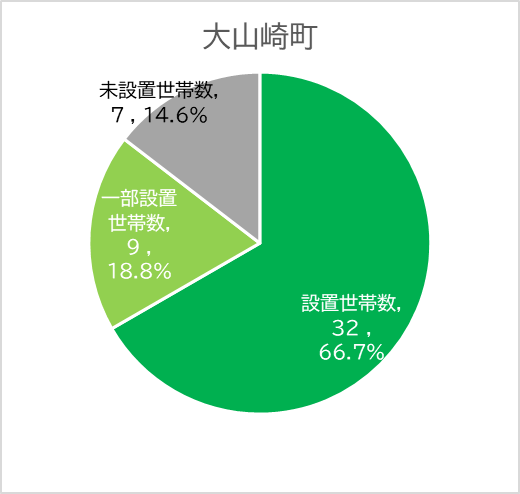 大山崎町
未設置世帯数,
7 , 14.6%
一部設置
世帯数,
9 ,
18.8%
設置世帯数,
32 ,
66.7%